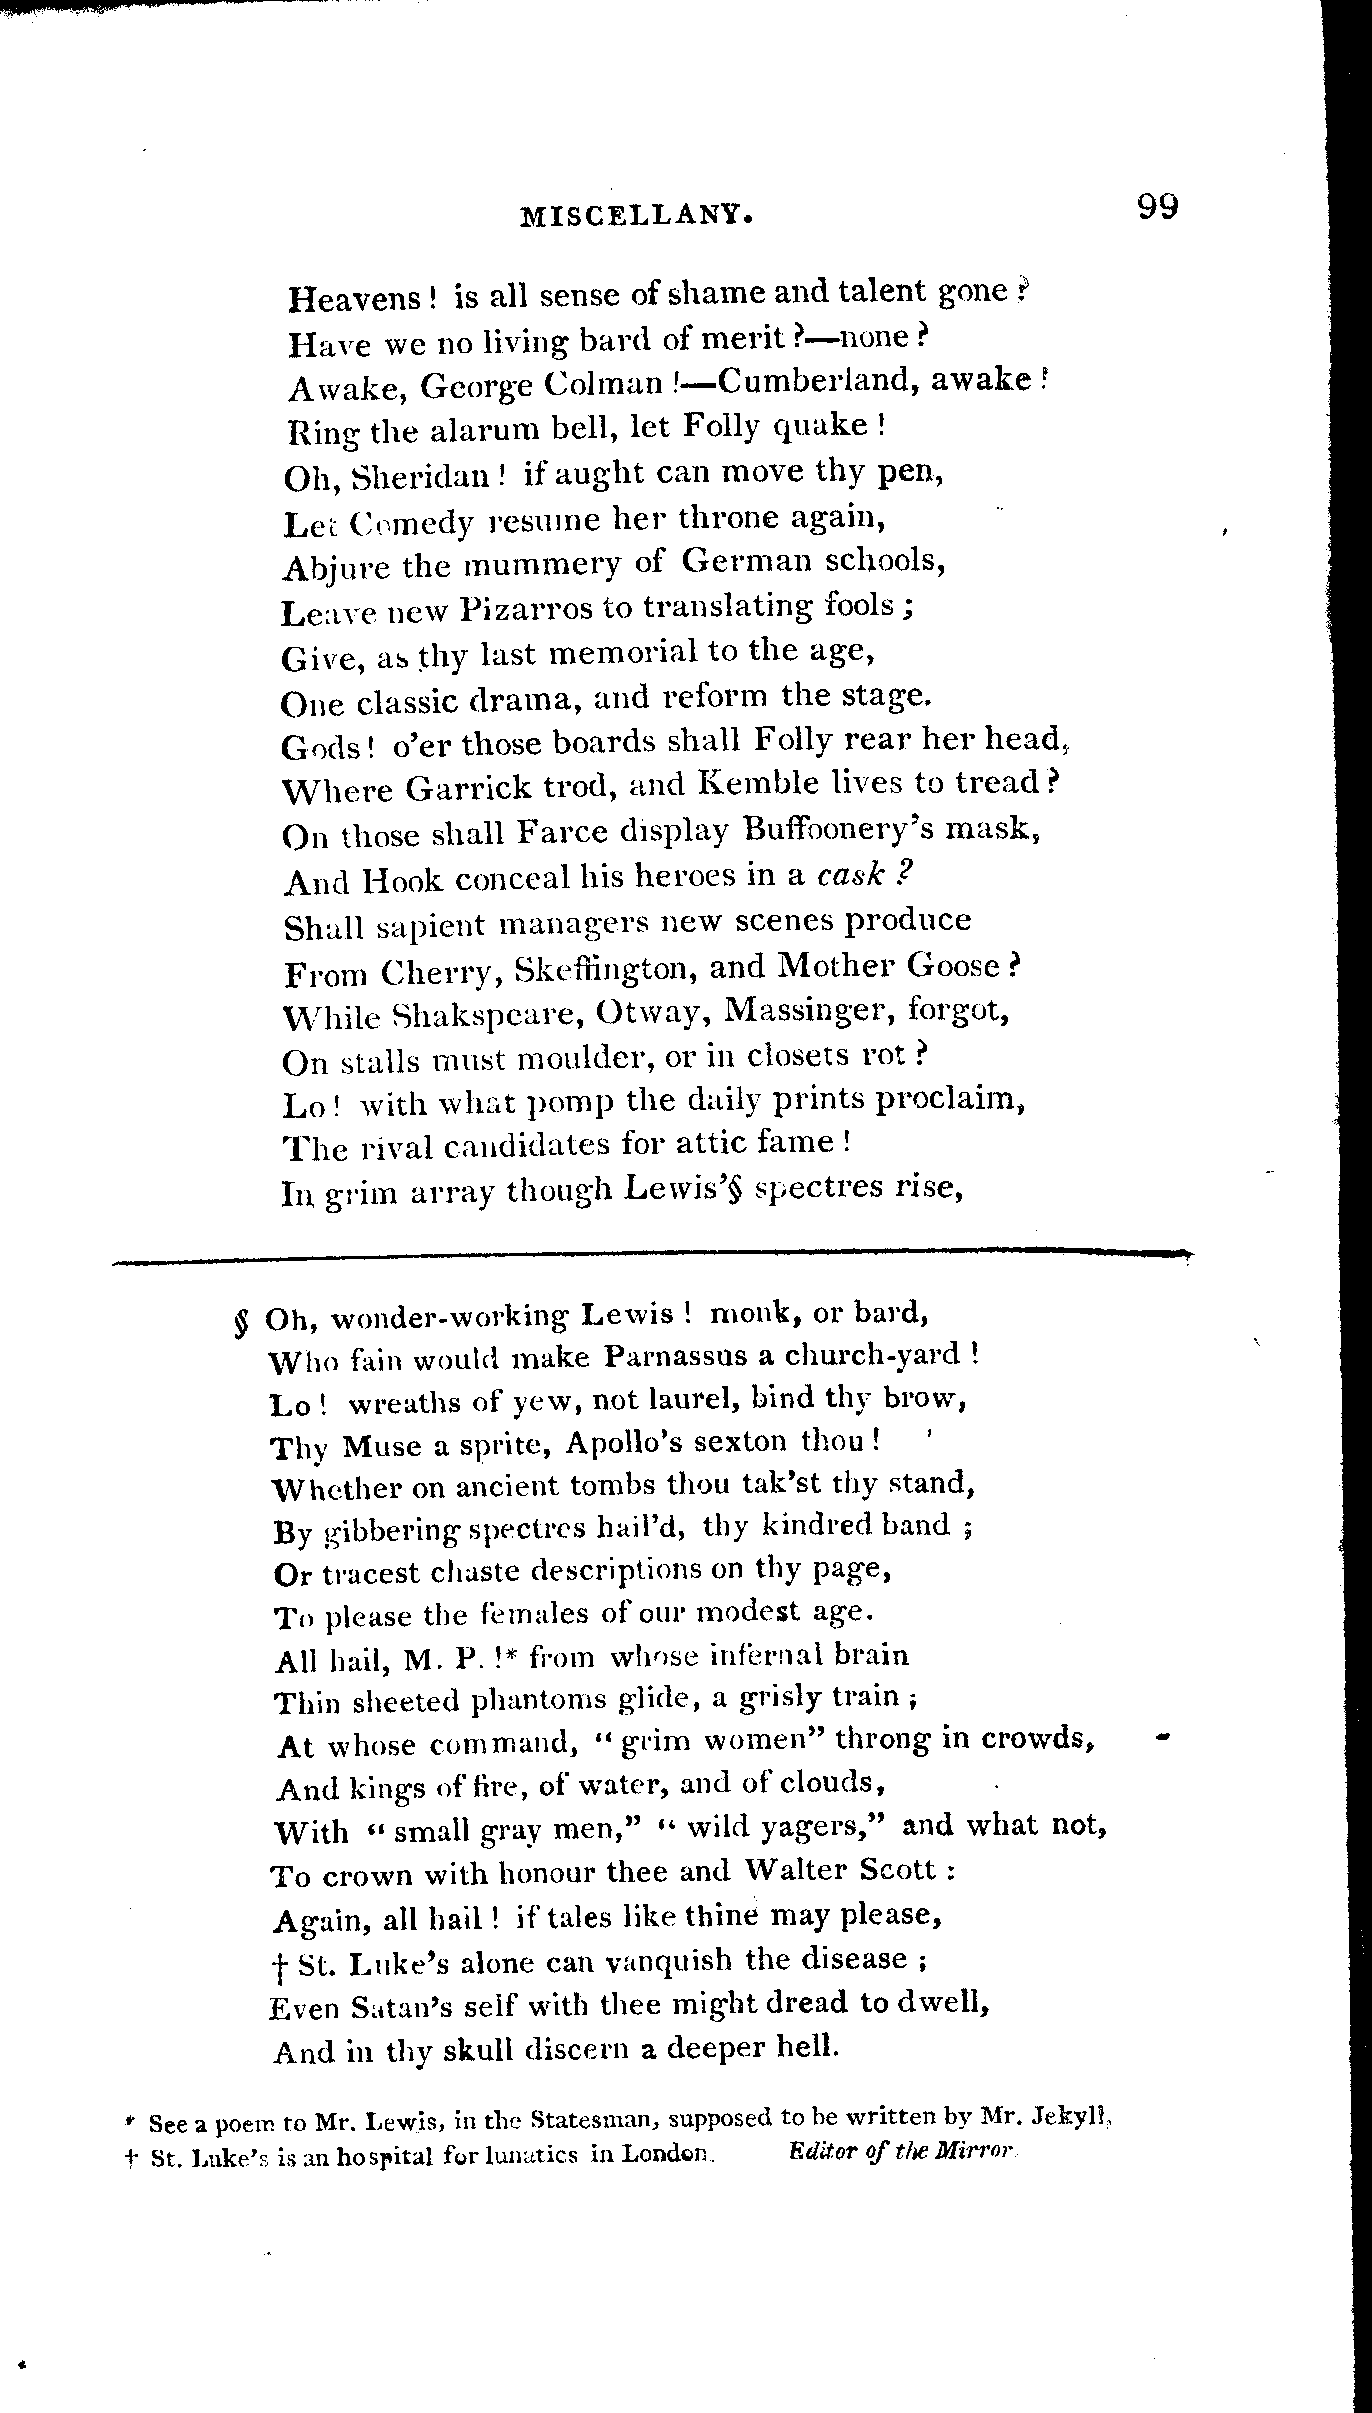 MISCELLANY. 99
Heavens! is all sense of shame and talent gone?
Have we no living bard of merit?—none?
Awake, George Colman!—Cumberland, awake!
Ring the alarum bell, let Folly quake!
Oh, Sheridan! if aught can move thy pen,
Let Comedy resume her throne again,
Abjure the mummery of German schools,
Leave new Pizarros to translating fools;
Give, as thy last memorial to the age,
One classic drama, and reform the stage.
Gods! o'er those boards shall Folly rear her head,
Where Garrick trod, and Kemble lives to tread?
On those shall Farce display Buffoonery's mask,
And Hook conceal his heroes in a cask?
Shall sapient managers new scenes produce
From Cherry, Skeffington, and Mother Goose?
While Shakspeare, Otway, Massinger, forgot,
On stalls must moulder, or in closets rot?
Lo! with what pomp the daily prints proclaim,
The rival candidates for attic fame!
In grim array though Lewis'§ spectres rise,
§ Oh, wonder-working Lewis! monk, or bard,
Who fain would make Parnassus a church-yard!
Lo! wreaths of yew, not laurel, bind thy brow,
Thy Muse a sprite, Apollo's sexton thou!
Whether on ancient tombs thou tak'st thy stand,
By gibbering spectres hail'd, thy kindred band;
Or tracest chaste descriptions on thy page,
To please the females of our modest age.
All hail, M. P.!* from whose infernal brain
Thin sheeted phantoms glide, a grisly train;
At whose command, "grim women" throng in crowds,
And kings of fire, of water, and of clouds,
With "small gray men," "wild yagers," and what not,
To crown with honour thee and Walter Scott:
Again, all hail! if tales like thine may please,
† St. Luke's alone can vanquish the disease;
Even Satan's self with thee might dread to dwell,
And in thy skull discern a deeper hell.
* See a poem to Mr. Lewis, in the Statesman, supposed to be written by Mr. Jekyll,
† St. Luke's is an hospital for lunatics in London. Editor of the Mirror.